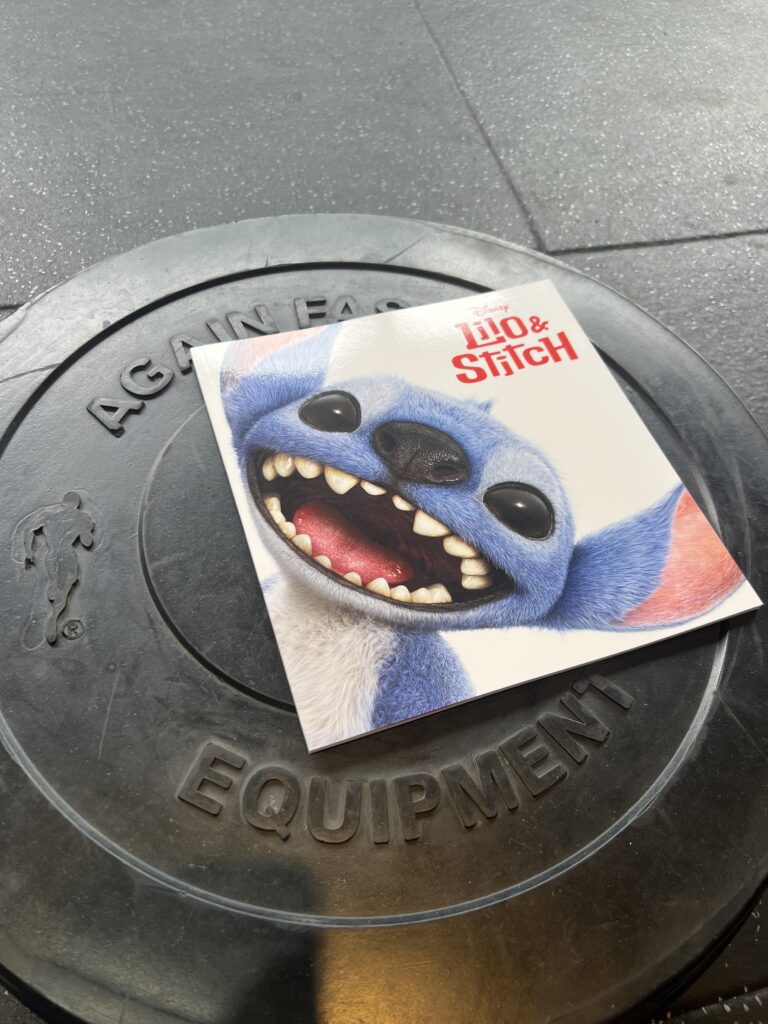 AGAIN FAS
Disney
Lilo &
Stitch
®
EQUIPMENT